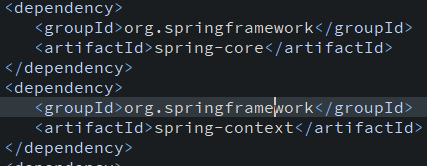 <dependency>
<groupId>org.springframework</groupId>
<artifactId>spring-core</artifactId>
</dependency>
<dependency>
<groupId>org.springframework</groupId>
<artifactId>spring-context</artifactId>
</dependency>